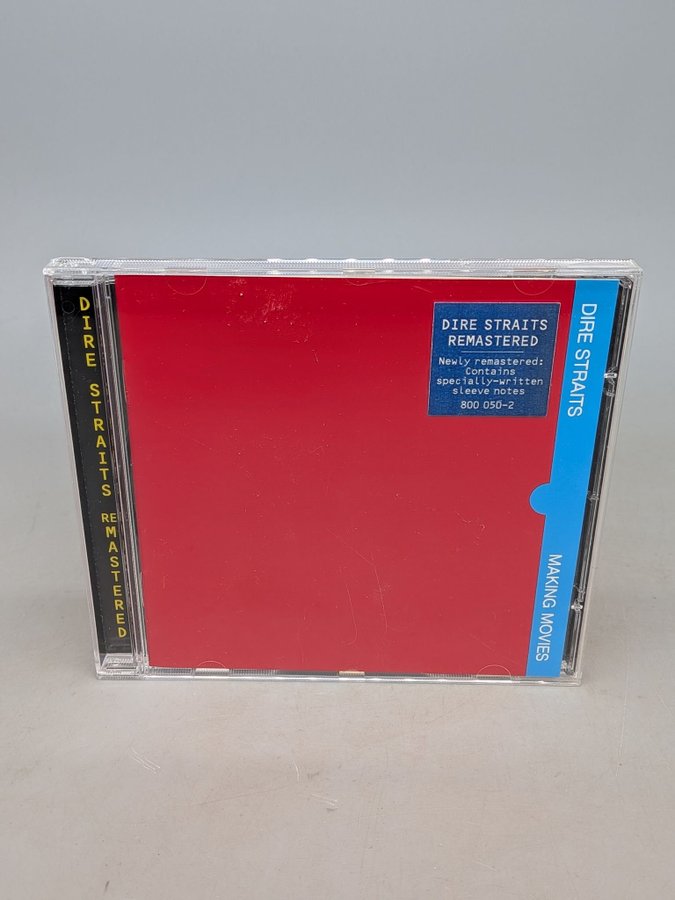 DIRE STRAITS REMASTERED
DIRE STRAITS
REMASTERED
Newly remastered:
Contains
specially-written
sleeve notes
800 050-2
DIRE STRAITS
MAKING MOVIES